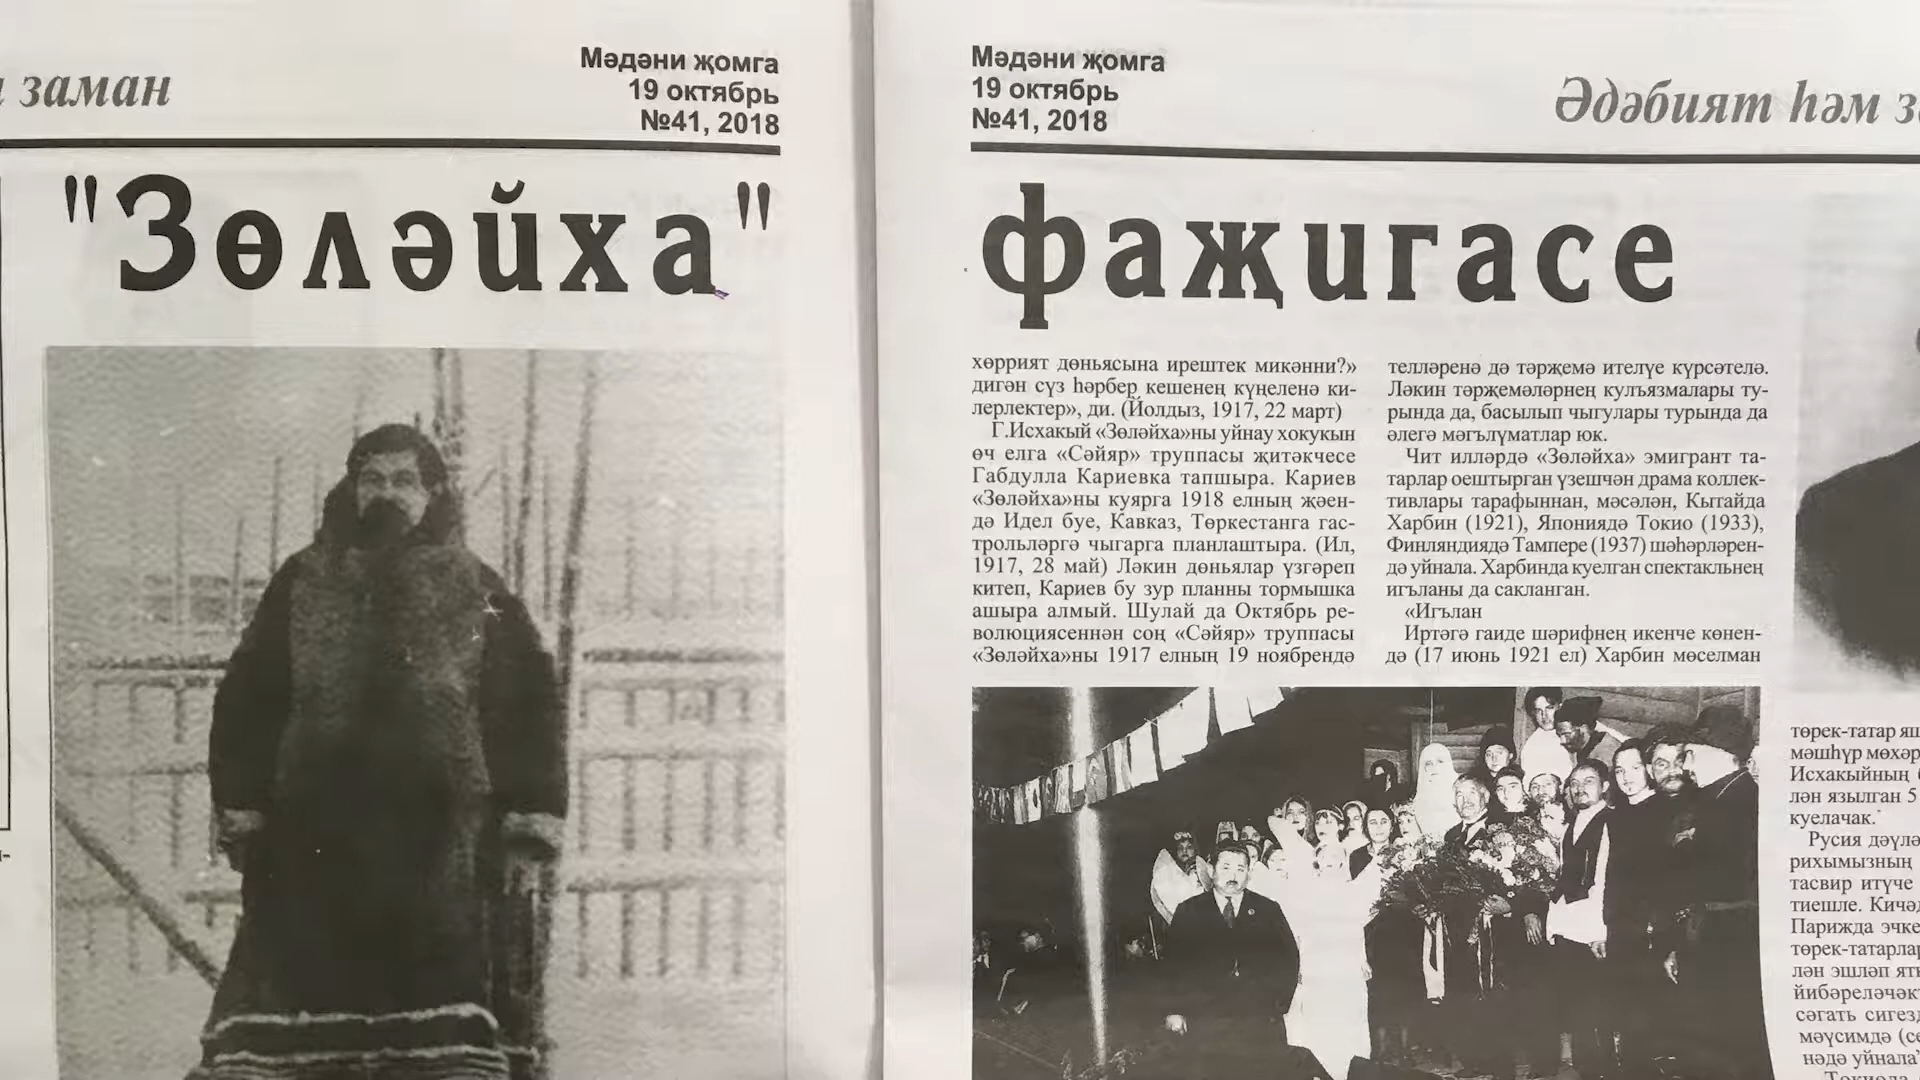 заман
Мәдәни җомга
19 октябрь
№41, 2018
"Зөләйха"
Мәдәни җомга
19 октябрь
№41, 2018
Әдәбият һәм
фаҗигасе
хөррият дөньясына ирештек микәнни?»
дигән сүз һәрбер кешенең күңеленә ки-
лерлектер», ди. (Йолдыз, 1917, 22 март)
Г.Исхакый «Зөләйха»ны уйнау хокукын
өч елга «Сәйяр» труппасы җитәкчесе
Габдулла Кариевка тапшыра. Кариев
«Зөләйха»ны куярга 1918 елның җәен-
дә Идел буе, Кавказ, Төркестанга гас-
трольләргә чыгарга планлаштыра. (Ил,
1917, 28 май) Ләкин дөньялар үзгәреп
китеп, Кариев бу зур планны тормышка
ашыра алмый. Шулай да Октябрь ре-
волюциясеннән соң «Сәйяр» труппасы
«Зөләйха»ны 1917 елның 19 ноябрендә
телләренә дә тәрҗемә ителүе күрсәтелә.
Ләкин тәрҗемәләрнең кулъязмалары ту-
рында да, басылып чыгулары турында да
әлегә мәгълүматлар юк.
Чит илләрдә «Зөләйха» эмигрант та-
тарлар оештырган үзешчән драма коллек-
тивлары тарафыннан, мәсәлән, Кытайда
Харбин (1921), Япониядә Токио (1933),
Финляндиядә Тампере (1937) шәһәрләрен-
дә уйнала. Харбинда куелган спектакльнең
игъланы да сакланган.
«Игълан
Иртәгә гаиде шәрифнең икенче көнен-
дә (17 июнь 1921 ел) Харбин мөселман
төрек-татар
мәшһүр
Исхакыйның
лән язылган 5
куелачак.
Русия
рихымызның
тасвир итүче
тиешле.
Парижда
төрек-татарлар
лән эшләп
сәгать
мәүсимдә
нәдә уйнала